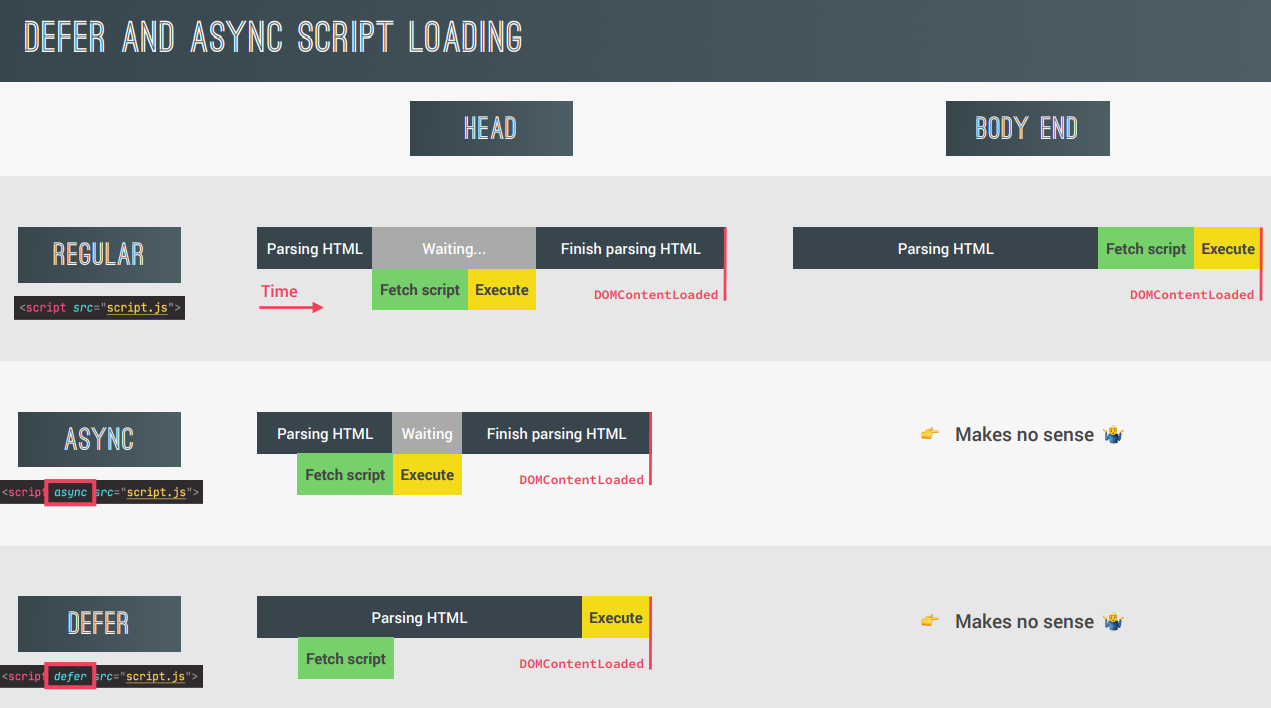 DEFER AND ASYNC SCRIPT LOADING
HEAD
BODY END
REGULAR
<script src="script.js">
Parsing HTML
Waiting...
Finish parsing HTML
Fetch script
Execute
Time
DOMContentLoaded
Parsing HTML
Fetch script
Execute
DOMContentLoaded
ASYNC
<script async src="script.js">
Parsing HTML
Waiting
Finish parsing HTML
Fetch script
Execute
DOMContentLoaded
👉 Makes no sense 🤷‍♂️
DEFER
<script defer src="script.js">
Parsing HTML
Execute
Fetch script
DOMContentLoaded
👉 Makes no sense 🤷‍♂️